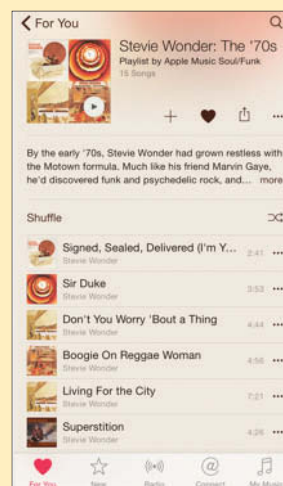 For You
Stevie Wonder: The '70s
Playlist by Apple Music Soul/Funk
15 Songs
By the early '70s, Stevie Wonder had grown restless with
the Motown formula. Much like his friend Marvin Gaye,
he'd discovered funk and psychedelic rock, and... more
Shuffle
Signed, Sealed, Delivered (I'm Y... 2:41
Stevie Wonder
Sir Duke 3:53
Stevie Wonder
Don't You Worry 'Bout a Thing 4:44
Stevie Wonder
Boogie On Reggae Woman 4:56
Stevie Wonder
Living For the City 7:21
Stevie Wonder
Superstition 4:26
Stevie Wonder
For You New Radio Connect My Music